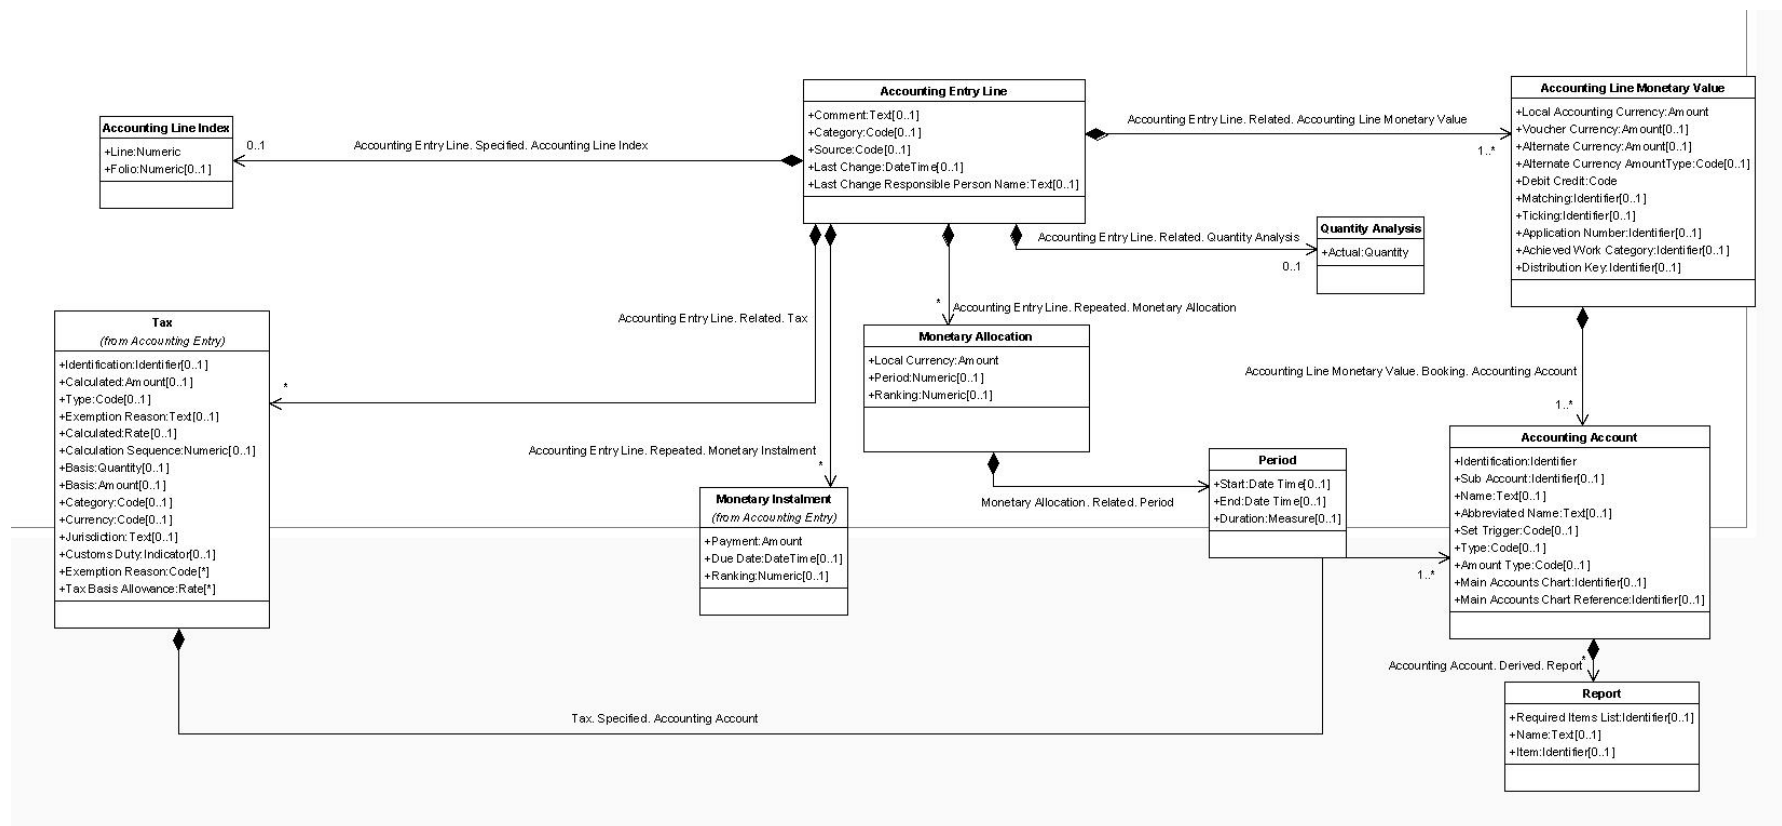 Accounting Entry Line
+Comment:Text[0..1]
+Category:Code[0..1]
+Source:Code[0..1]
+Last Change:DateTime[0..1]
+Last Change Responsible Person Name:Text[0..1]
Accounting Line Monetary Value
+Local Accounting Currency:Amount
+Voucher Currency:Amount[0..1]
+Alternate Currency:Amount[0..1]
+Alternate Currency AmountType:Code[0..1]
+Debit Credit:Code
+Matching:Identifier[0..1]
+Ticking:Identifier[0..1]
+Application Number:Identifier[0..1]
+Achieved Work Category:Identifier[0..1]
+Distribution Key:Identifier[0..1]
Accounting Line Index
+Line:Numeric
+Folio:Numeric[0..1]
0..1
Accounting Entry Line. Specified. Accounting Line Index
Accounting Entry Line. Related. Accounting Line Monetary Value
1..*
Accounting Entry Line. Related. Quantity Analysis
0..1
Quantity Analysis
+Actual:Quantity
Accounting Entry Line. Related. Tax
*
*
Accounting Entry Line. Repeated. Monetary Allocation
Tax
(from Accounting Entry)
+Identification:Identifier[0..1]
+Calculated:Amount[0..1]
+Type:Code[0..1]
+Exemption Reason:Text[0..1]
+Calculated:Rate[0..1]
+Calculation Sequence:Numeric[0..1]
+Basis:Quantity[0..1]
+Basis:Amount[0..1]
+Category:Code[0..1]
+Currency:Code[0..1]
+Jurisdiction:Text[0..1]
+Customs Duty:Indicator[0..1]
+Exemption Reason:Code[*]
+Tax Basis Allowance:Rate[*]
Monetary Allocation
+Local Currency:Amount
+Period:Numeric[0..1]
+Ranking:Numeric[0..1]
Accounting Line Monetary Value. Booking. Accounting Account
1..*
Accounting Entry Line. Repeated. Monetary Instalment
*
Monetary Instalment
(from Accounting Entry)
+Payment:Amount
+Due Date:DateTime[0..1]
+Ranking:Numeric[0..1]
Monetary Allocation. Related. Period
Period
+Start:Date Time[0..1]
+End:Date Time[0..1]
+Duration:Measure[0..1]
1..*
Accounting Account
+Identification:Identifier
+Sub Account:Identifier[0..1]
+Name:Text[0..1]
+Abbreviated Name:Text[0..1]
+Set Trigger:Code[0..1]
+Type:Code[0..1]
+Amount Type:Code[0..1]
+Main Accounts Chart:Identifier[0..1]
+Main Accounts Chart Reference:Identifier[0..1]
Accounting Account. Derived. Report
*
Report
+Required Items List:Identifier[0..1]
+Name:Text[0..1]
+Item:Identifier[0..1]
Tax. Specified. Accounting Account